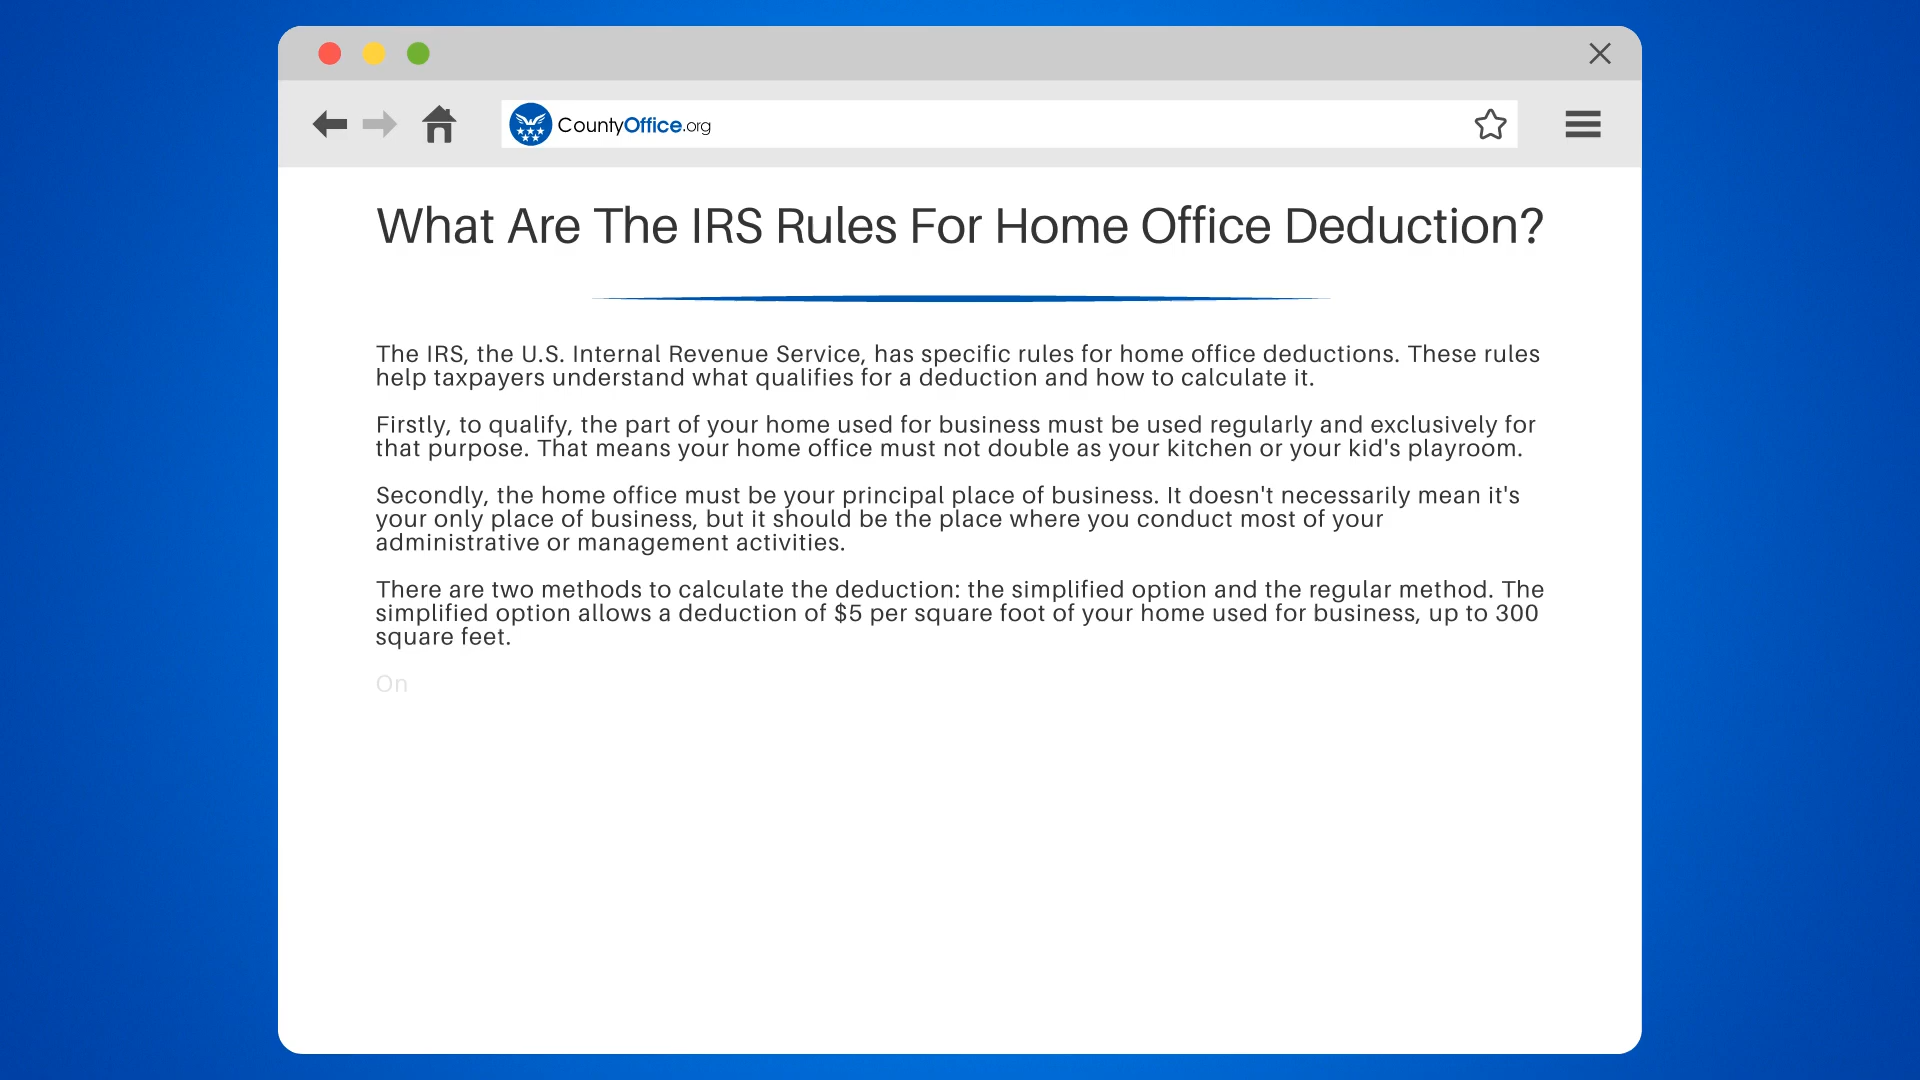 CountyOffice.org
What Are The IRS Rules For Home Office Deduction?
The IRS, the U.S. Internal Revenue Service, has specific rules for home office deductions. These rules
help taxpayers understand what qualifies for a deduction and how to calculate it.
Firstly, to qualify, the part of your home used for business must be used regularly and exclusively for
that purpose. That means your home office must not double as your kitchen or your kid's playroom.
Secondly, the home office must be your principal place of business. It doesn't necessarily mean it's
your only place of business, but it should be the place where you conduct most of your
administrative or management activities.
There are two methods to calculate the deduction: the simplified option and the regular method. The
simplified option allows a deduction of $5 per square foot of your home used for business, up to 300
square feet.
On